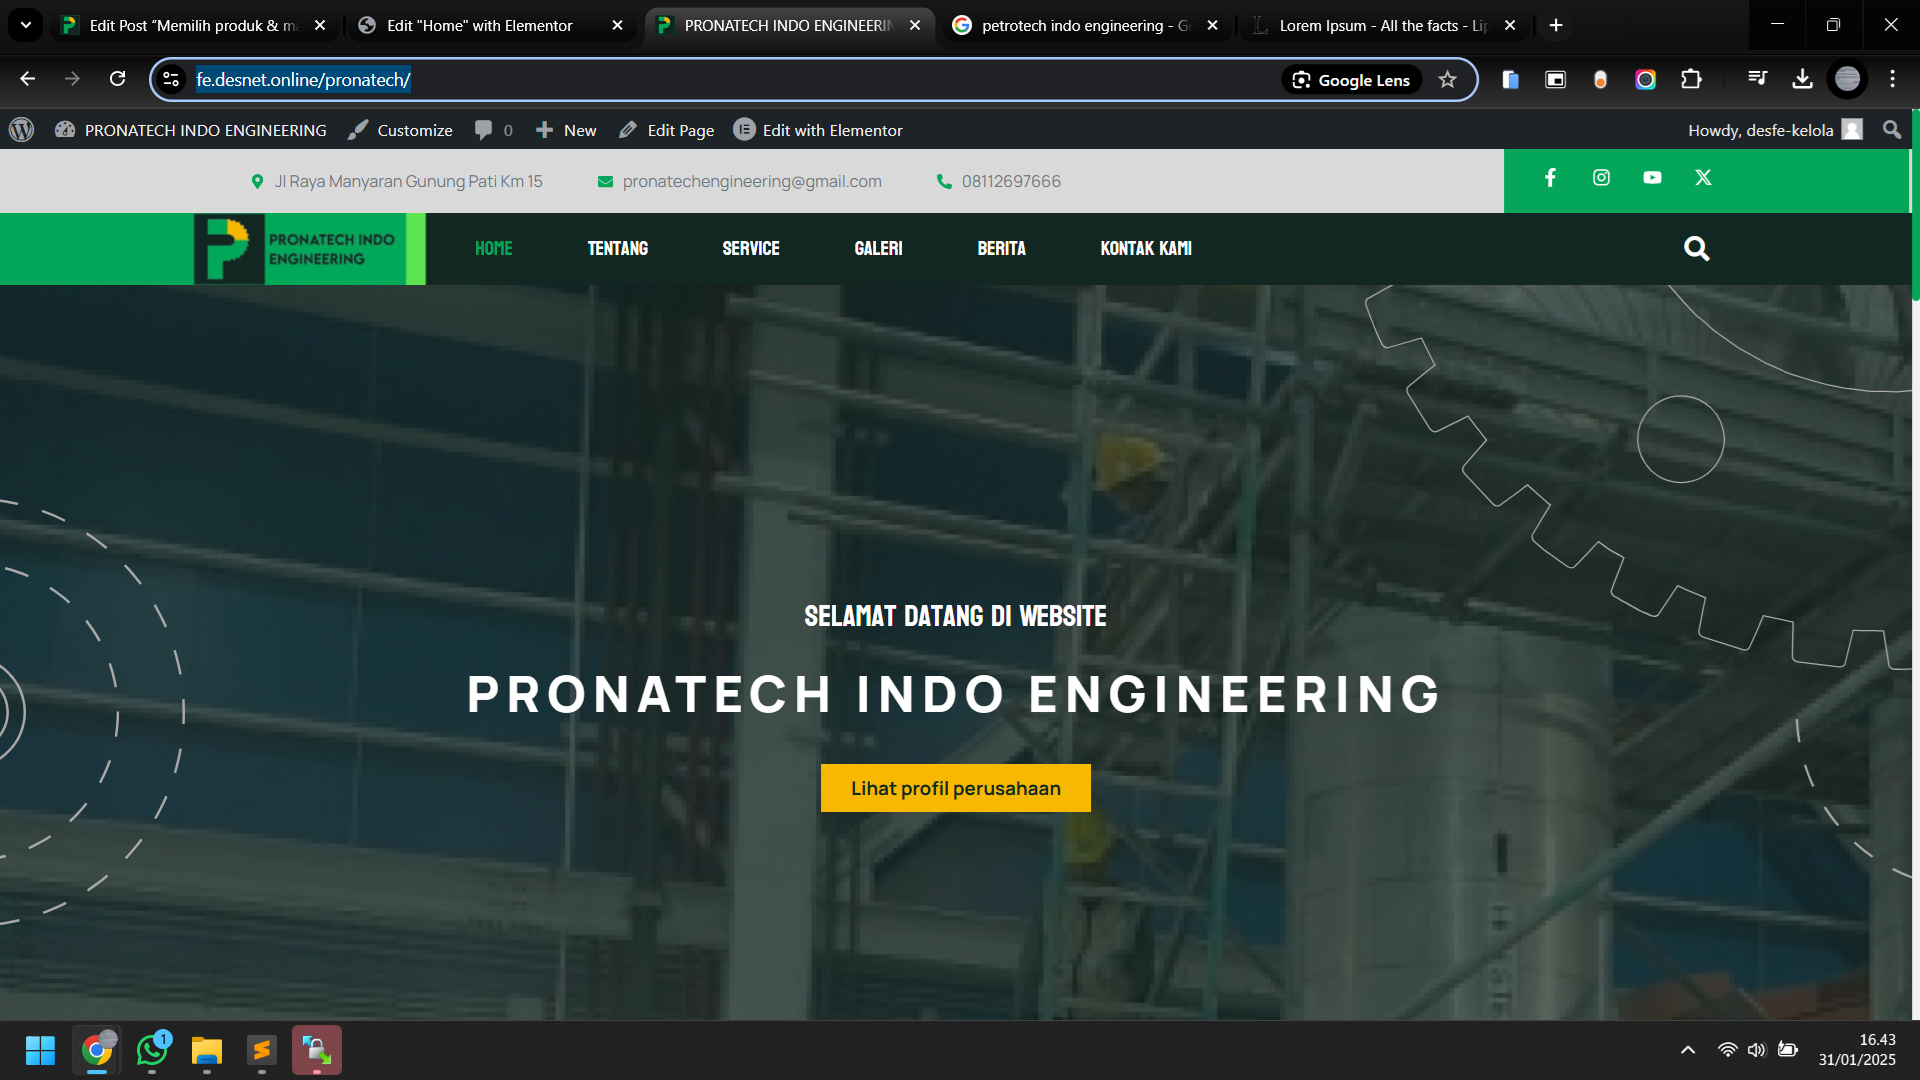 Edit Post “Memilih produk & ma
Edit "Home" with Elementor
PRONATECH INDO ENGINEERIN
petrotech indo engineering - Go
Lorem Ipsum - All the facts - Lip
fe.desnet.online/pronatech/
Google Lens
PRONATECH INDO ENGINEERING
Customize
0
New
Edit Page
Edit with Elementor
Howdy, desfe-kelola
Jl Raya Manyaran Gunung Pati Km 15
pronatechengineering@gmail.com
08112697666
PRONATECH INDO
ENGINEERING
HOME
TENTANG
SERVICE
GALERI
BERITA
KONTAK KAMI
SELAMAT DATANG DI WEBSITE
PRONATECH INDO ENGINEERING
Lihat profil perusahaan
1
16.43
31/01/2025